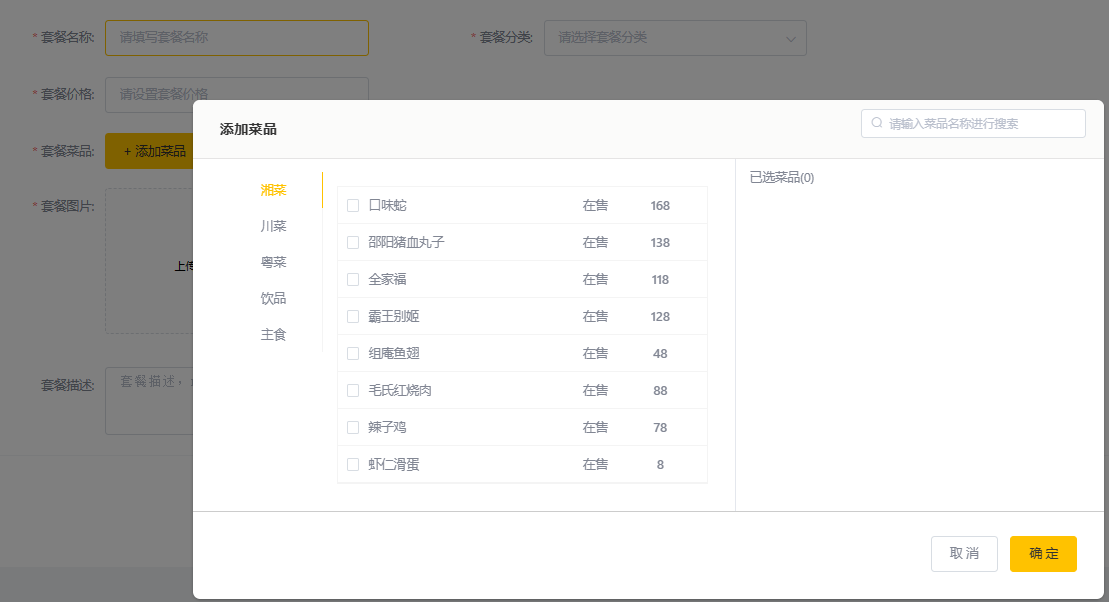 * 套餐名称: 请填写套餐名称
* 套餐分类: 请选择套餐分类
* 套餐价格: 请设置套餐价格
* 套餐菜品: + 添加菜品
* 套餐图片:
上传
套餐描述: 套餐描述,
添加菜品
请输入菜品名称进行搜索
湘菜
川菜
粤菜
饮品
主食
口味蛇 在售 168
邵阳猪血丸子 在售 138
全家福 在售 118
霸王别姬 在售 128
组庵鱼翅 在售 48
毛氏红烧肉 在售 88
辣子鸡 在售 78
虾仁滑蛋 在售 8
已选菜品(0)
取 消
确 定